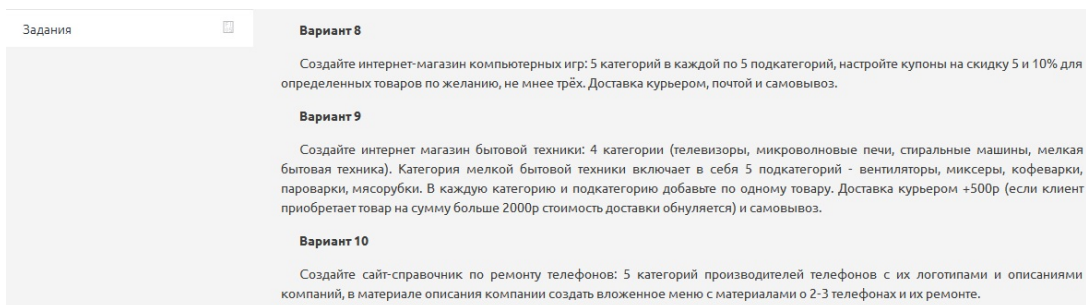 Задания
Вариант 8
Создайте интернет-магазин компьютерных игр: 5 категорий в каждой по 5 подкатегорий, настройте купоны на скидку 5 и 10% для
определенных товаров по желанию, не мнее трёх. Доставка курьером, почтой и самовывоз.
Вариант 9
Создайте интернет магазин бытовой техники: 4 категории (телевизоры, микроволновые печи, стиральные машины, мелкая
бытовая техника). Категория мелкой бытовой техники включает в себя 5 подкатегорий - вентиляторы, миксеры, кофеварки,
пароварки, мясорубки. В каждую категорию и подкатегорию добавьте по одному товару. Доставка курьером +500р (если клиент
приобретает товар на сумму больше 2000р стоимость доставки обнуляется) и самовывоз.
Вариант 10
Создайте сайт-справочник по ремонту телефонов: 5 категорий производителей телефонов с их логотипами и описаниями
компаний, в материале описания компании создать вложенное меню с материалами о 2-3 телефонах и их ремонте.